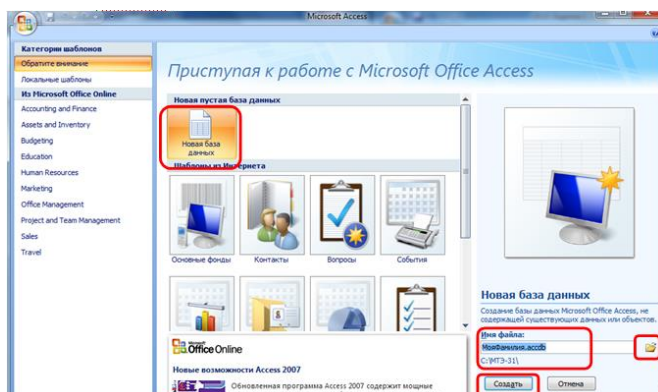 Microsoft Access
Категории шаблонов
Обратите внимание
Локальные шаблоны
Из Microsoft Office Online
Accounting and Finance
Assets and Inventory
Budgeting
Education
Human Resources
Marketing
Office Management
Project and Team Management
Sales
Travel
Приступая к работе с Microsoft Office Access
Новая пустая база данных
Новая база
данных
Шаблоны из Интернета
Основные фонды
Контакты
Вопросы
События
Microsoft
Office Online
Новые возможности Access 2007
Обновленная программа Access 2007 содержит мощные
Новая база данных
Создание базы данных Microsoft Office Access, не
содержащей существующих данных или объектов.
Имя файла:
МояФамилия.accdb
C:\МТЭ-31\
Создать
Отмена